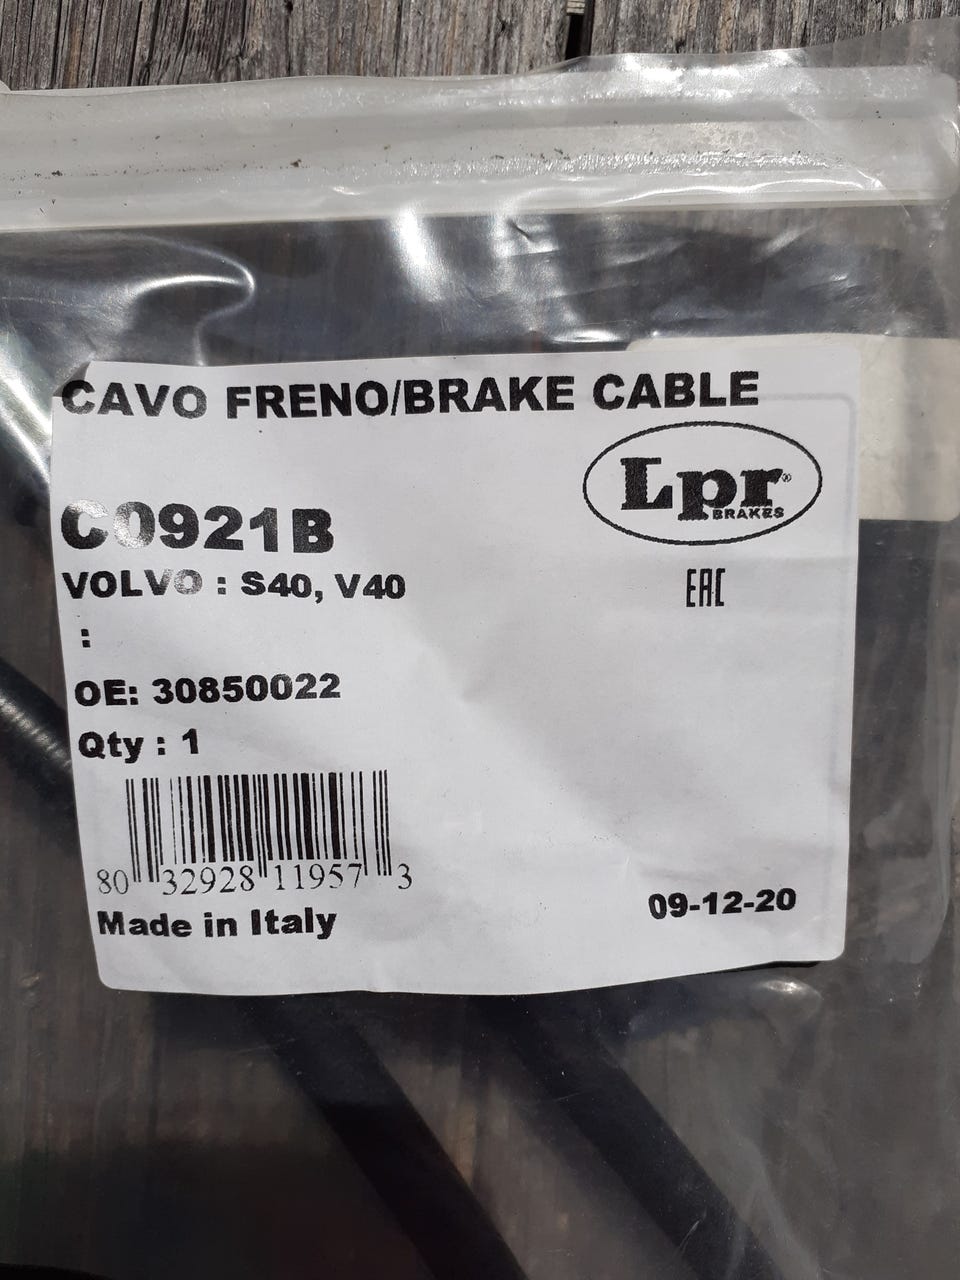 CAVO FRENO/BRAKE CABLE
Lpr®
BRAKES
C0921B
VOLVO : S40, V40
EAC
:
OE: 30850022
Qty : 1
80 32928 11957 3
Made in Italy
09-12-20